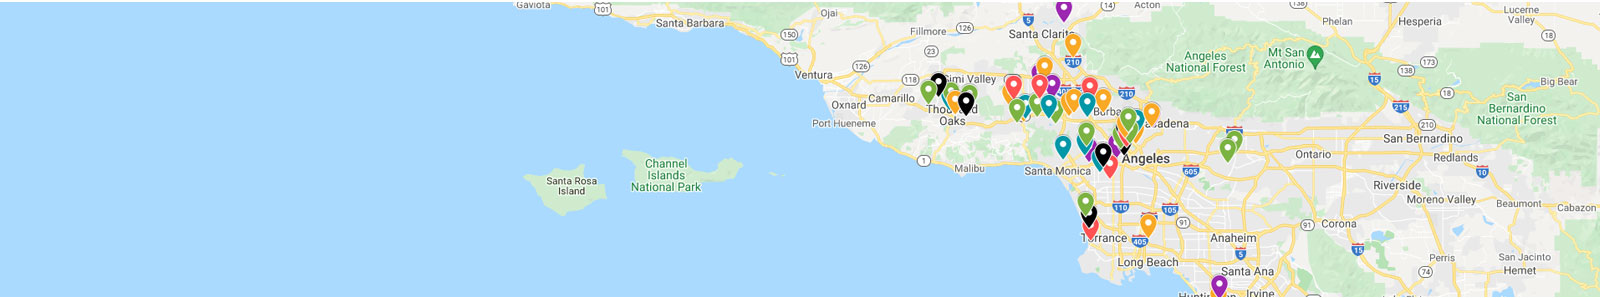 Gaviota
101
Santa Barbara
Ojai
150
101
Ventura
126
Oxnard
Port Hueneme
Camarillo
Fillmore
126
23
118
Simi Valley
Oaks
1
Malibu
5
Santa Clarita
14
Acton
210
210
Santa Monica
Angeles
110
105
605
Torrance
405
Long Beach
91
Anaheim
5
Santa Ana
Irvine
Angeles
National Forest
Mt San
Antonio
138
Phelan
Hesperia
Lucerne
Valley
18
15
138
173
18
Big Bear
215
210
San
Bernardino
National Forest
San Bernardino
Ontario
Redlands
10
Riverside
Moreno Valley
Beaumont
Cabazon
91
Corona
15
Perris
74
San Jacinto
Hemet
Channel
Islands
National Park
Santa Rosa
Island